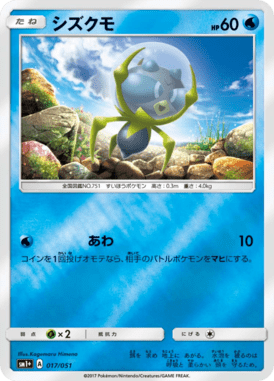 たね シズクモ HP60
全国図鑑NO.751 すいほうポケモン 高さ：0.3m 重さ：4.0kg
あわ 10
コインを1回投げオモテなら、相手のバトルポケモンをマヒにする。
弱点 ×2 抵抗力 にげる
Illus.Kagemaru Himeno
SM1+ A 017/051
©2017 Pokémon/Nintendo/Creatures/GAME FREAK.